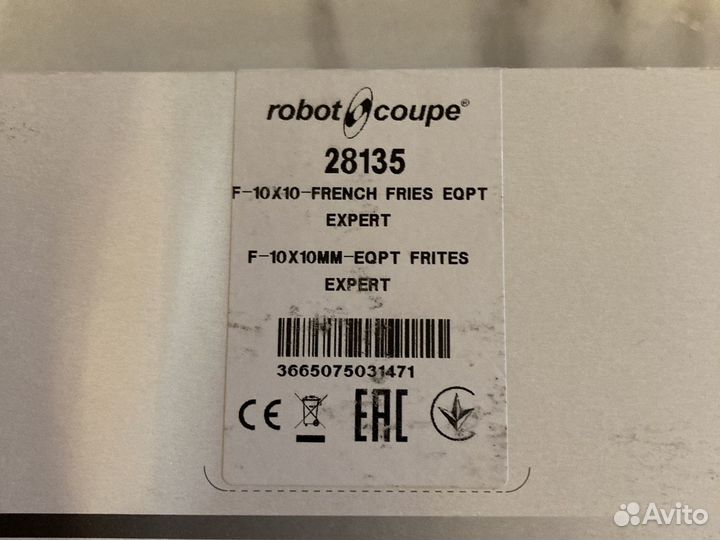 robot coupe®
28135
F-10X10-FRENCH FRIES EQPT
EXPERT
F-10X10MM-EQPT FRITES
EXPERT
3665075031471
CE EAC
Avito